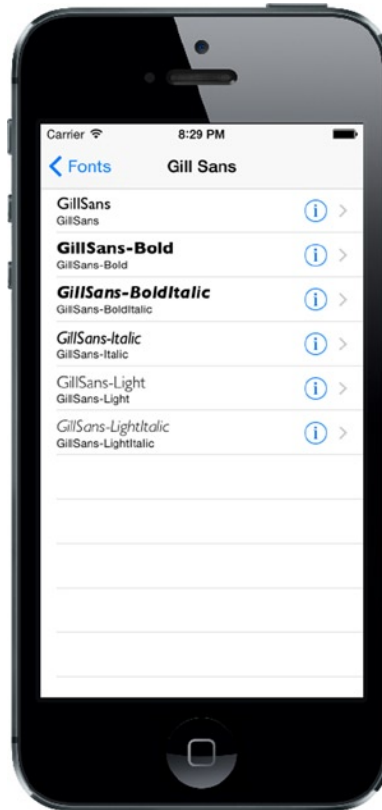 Carrier 8:29 PM
Fonts Gill Sans
GillSans
GillSans
GillSans-Bold
GillSans-Bold
GillSans-BoldItalic
GillSans-BoldItalic
GillSans-Italic
GillSans-Italic
GillSans-Light
GillSans-Light
GillSans-LightItalic
GillSans-LightItalic